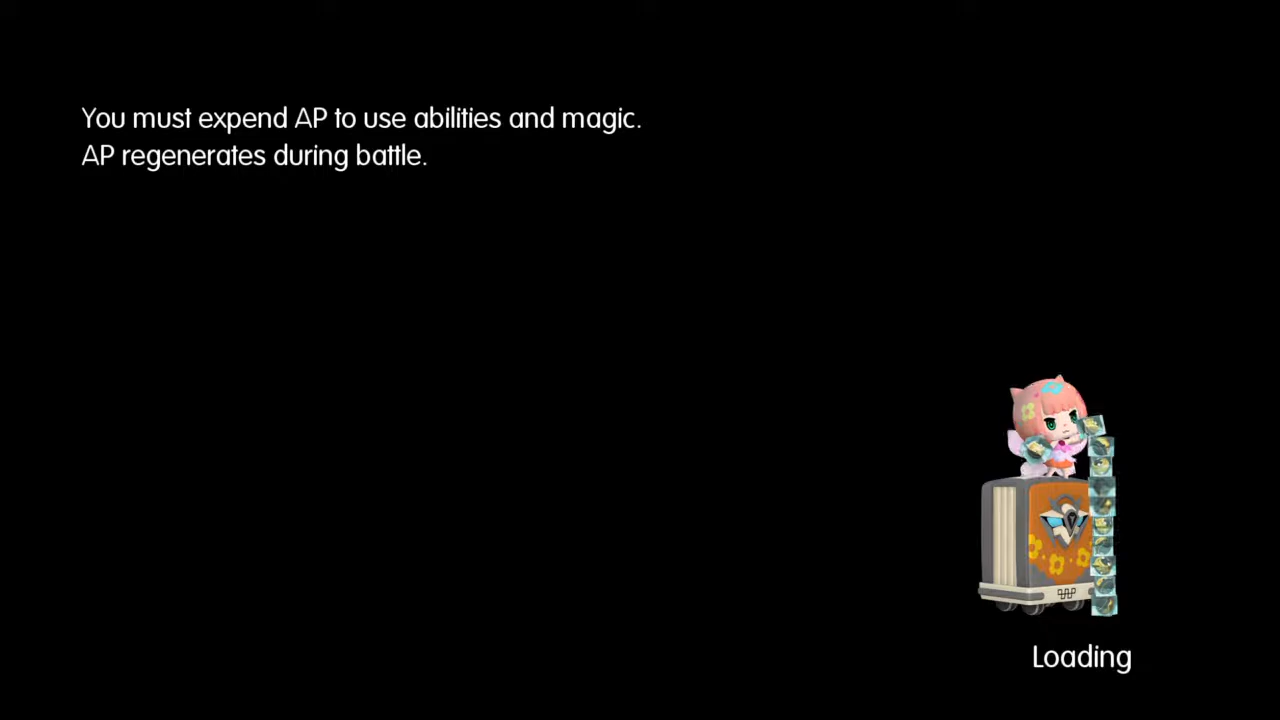 You must expend AP to use abilities and magic.
AP regenerates during battle.
Loading